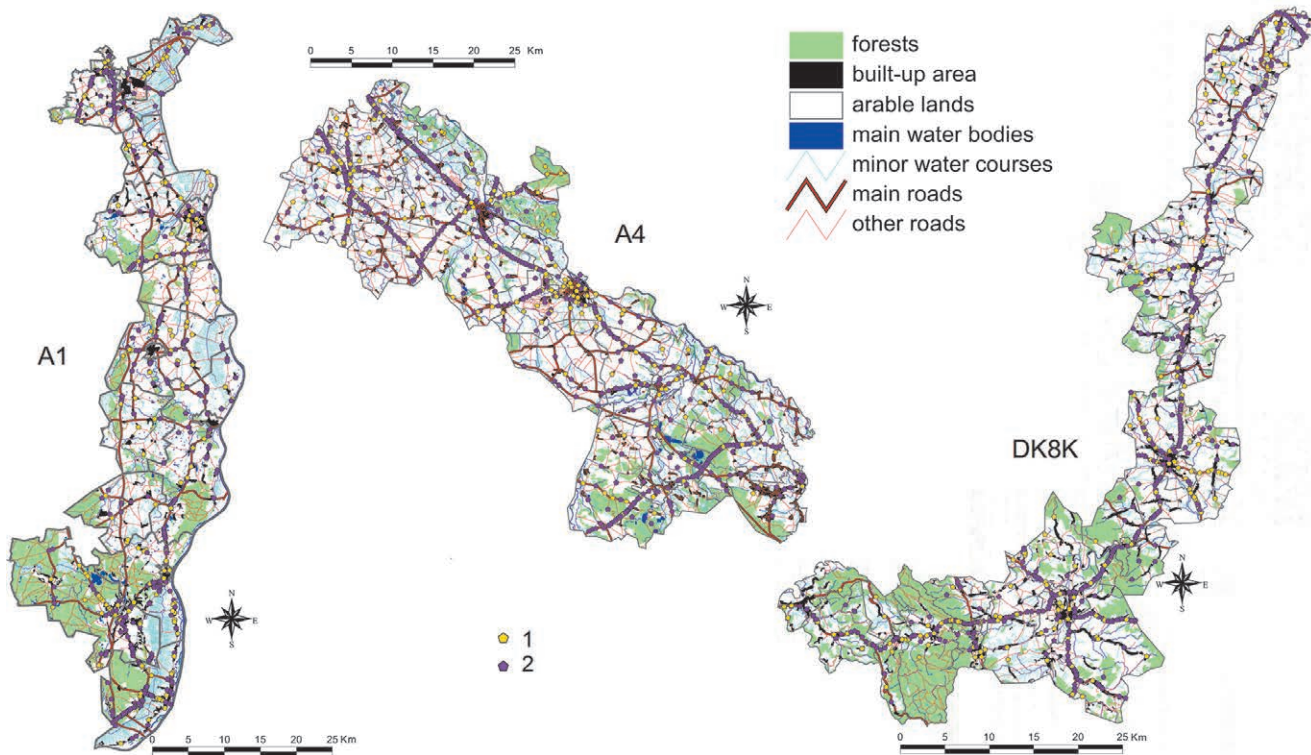 0 5 10 15 20 25 Km
forests
built-up area
arable lands
main water bodies
minor water courses
main roads
other roads
A4
N
W E
S
A1
DK8K
N
W E
S
N
W E
S
1
2
0 5 10 15 20 25 Km
0 5 10 15 20 25 Km